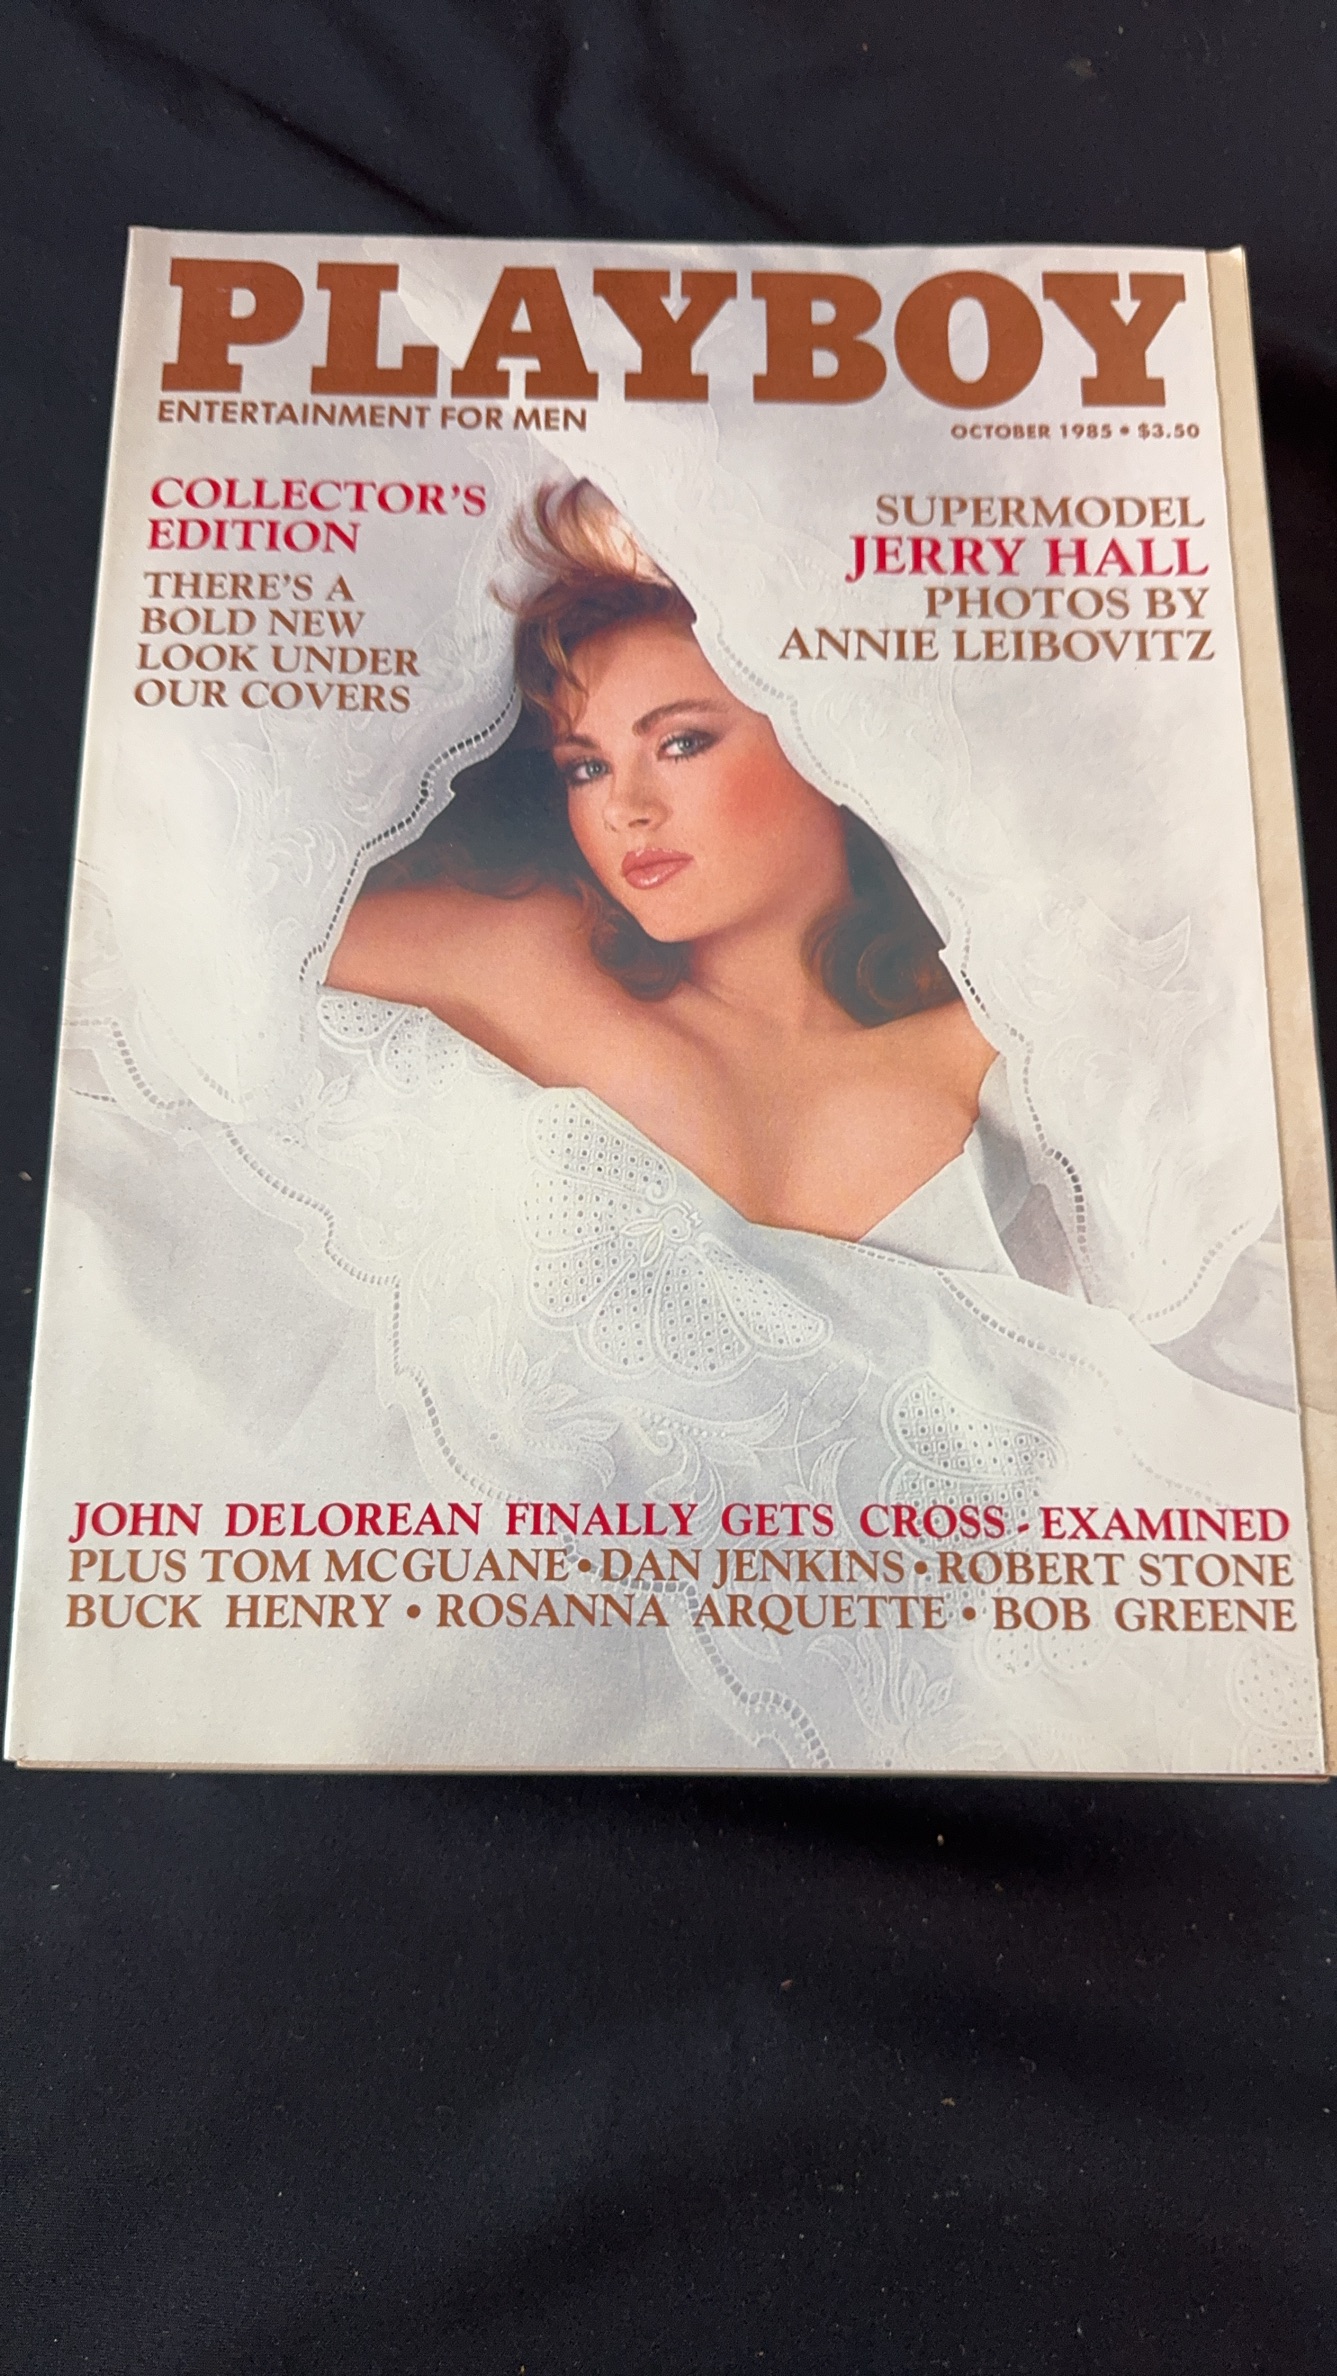 PLAYBOY
ENTERTAINMENT FOR MEN
OCTOBER 1985 • $3.50
COLLECTOR'S
EDITION
THERE'S A
BOLD NEW
LOOK UNDER
OUR COVERS
SUPERMODEL
JERRY HALL
PHOTOS BY
ANNIE LEIBOVITZ
JOHN DELOREAN FINALLY GETS CROSS-EXAMINED
PLUS TOM MCGUANE • DAN JENKINS • ROBERT STONE
BUCK HENRY • ROSANNA ARQUETTE • BOB GREENE